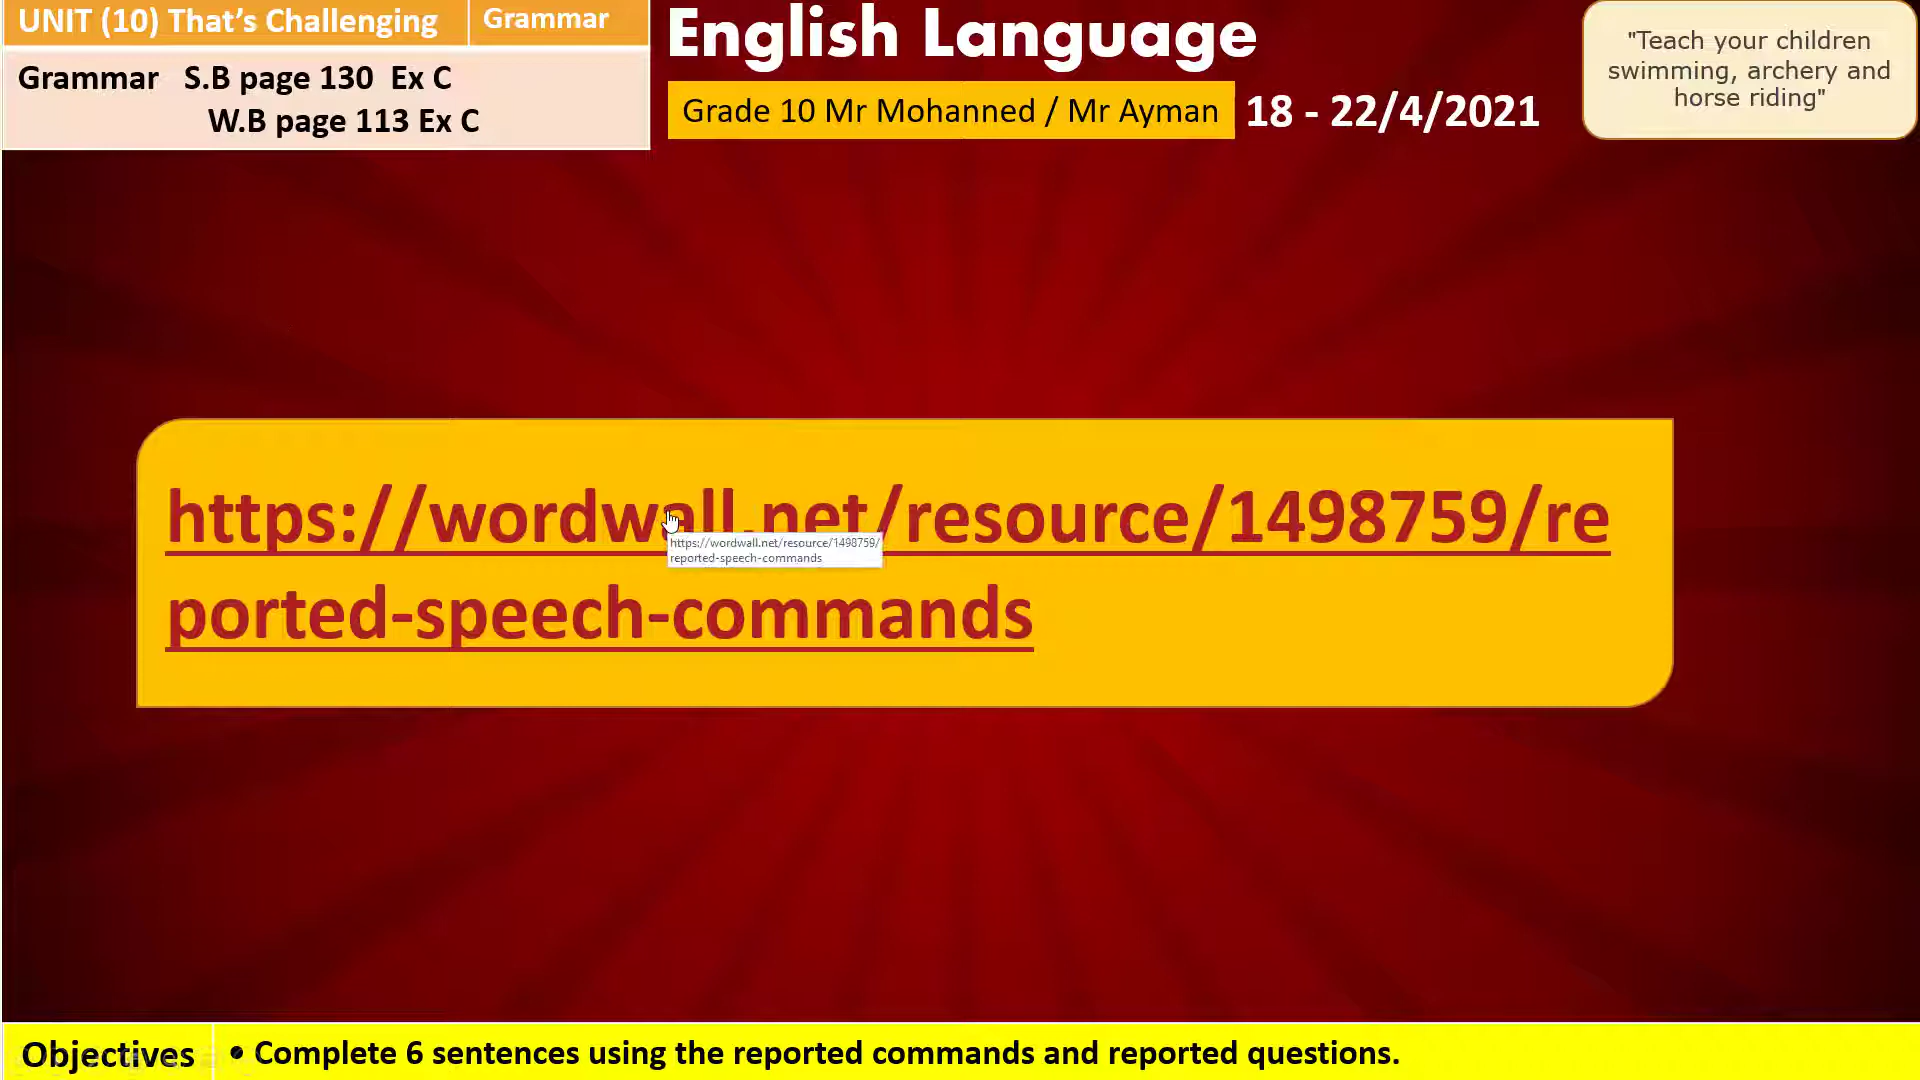 UNIT (10) That's Challenging
Grammar
Grammar S.B page 130 Ex C
W.B page 113 Ex C
English Language
Grade 10 Mr Mohanned / Mr Ayman
18 - 22/4/2021
"Teach your children
swimming, archery and
horse riding"
https://wordwall.net/resource/1498759/re
ported-speech-commands
https://wordwall.net/resource/1498759/
reported-speech-commands
Objectives
• Complete 6 sentences using the reported commands and reported questions.